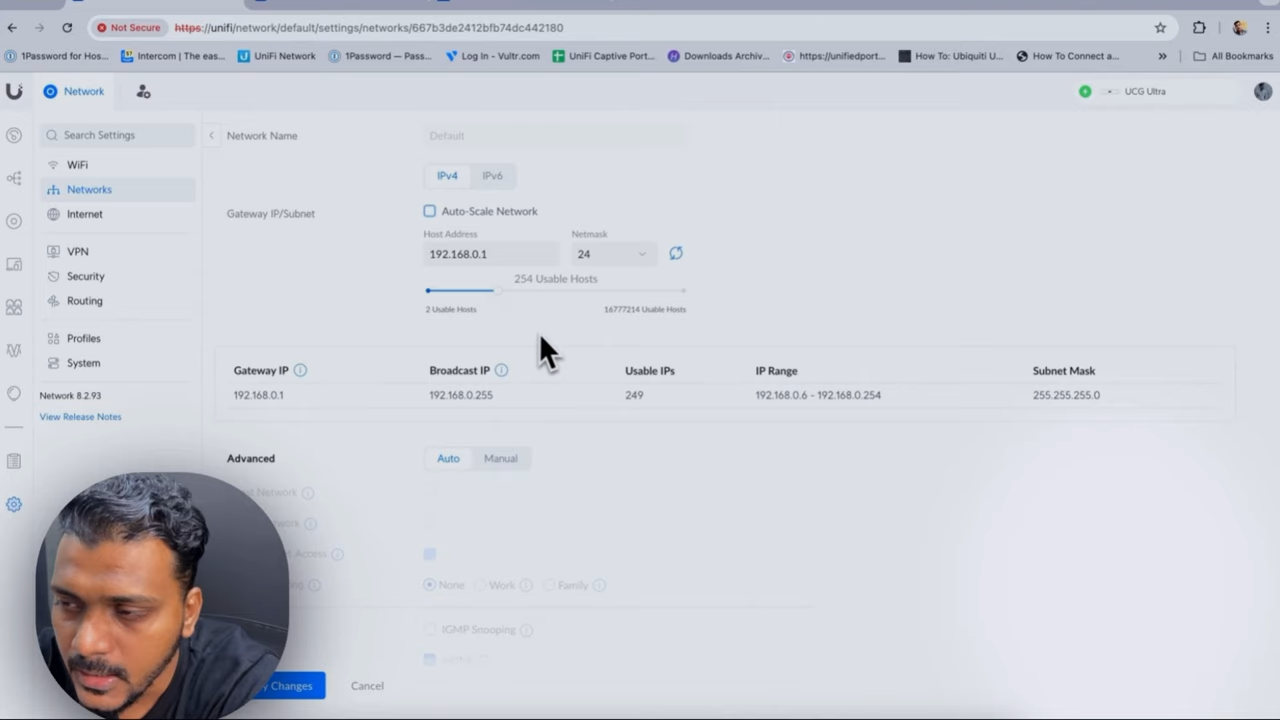 Not Secure https://unifi/network/default/settings/networks/667b3de2412bfb74dc442180
1Password for Hos... Intercom | The eas... UniFi Network 1Password — Pass... Log In - Vultr.com UniFi Captive Port... Downloads Archiv... https://unifiedport... How To: Ubiquiti U... How To Connect a... » All Bookmarks
Network UCG Ultra
Search Settings
WiFi
Networks
Internet
VPN
Security
Routing
Profiles
System
Network 8.2.93
View Release Notes
Network Name Default
IPv4 IPv6
Gateway IP/Subnet Auto-Scale Network
Host Address Netmask
192.168.0.1 24
254 Usable Hosts
2 Usable Hosts 16777214 Usable Hosts
Gateway IP Broadcast IP Usable IPs IP Range Subnet Mask
192.168.0.1 192.168.0.255 249 192.168.0.6 - 192.168.0.254 255.255.255.0
Advanced Auto Manual
Network
Access
None Work Family
IGMP Snooping
Changes Cancel